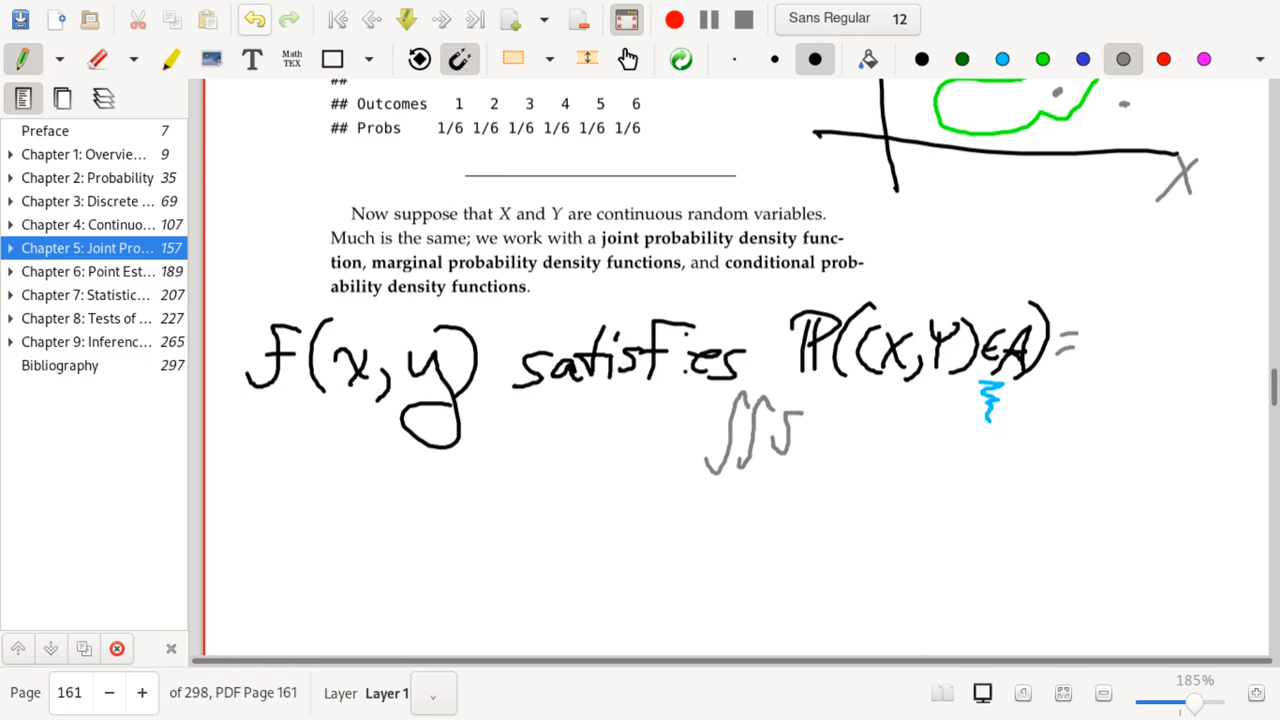 Sans Regular 12
T Math TEX
Preface 7
Chapter 1: Overvie... 9
Chapter 2: Probability 35
Chapter 3: Discrete ... 69
Chapter 4: Continuo... 107
Chapter 5: Joint Pro... 157
Chapter 6: Point Est... 189
Chapter 7: Statistic... 207
Chapter 8: Tests of ... 227
Chapter 9: Inferenc... 265
Bibliography 297
##
## Outcomes 1 2 3 4 5 6
## Probs 1/6 1/6 1/6 1/6 1/6 1/6
X
Now suppose that X and Y are continuous random variables.
Much is the same; we work with a joint probability density func-
tion, marginal probability density functions, and conditional prob-
ability density functions.
f(x, y) satisfies ℙ((X,Y)∈A)=
∫∫
Page 161 of 298, PDF Page 161 Layer Layer 1 185%